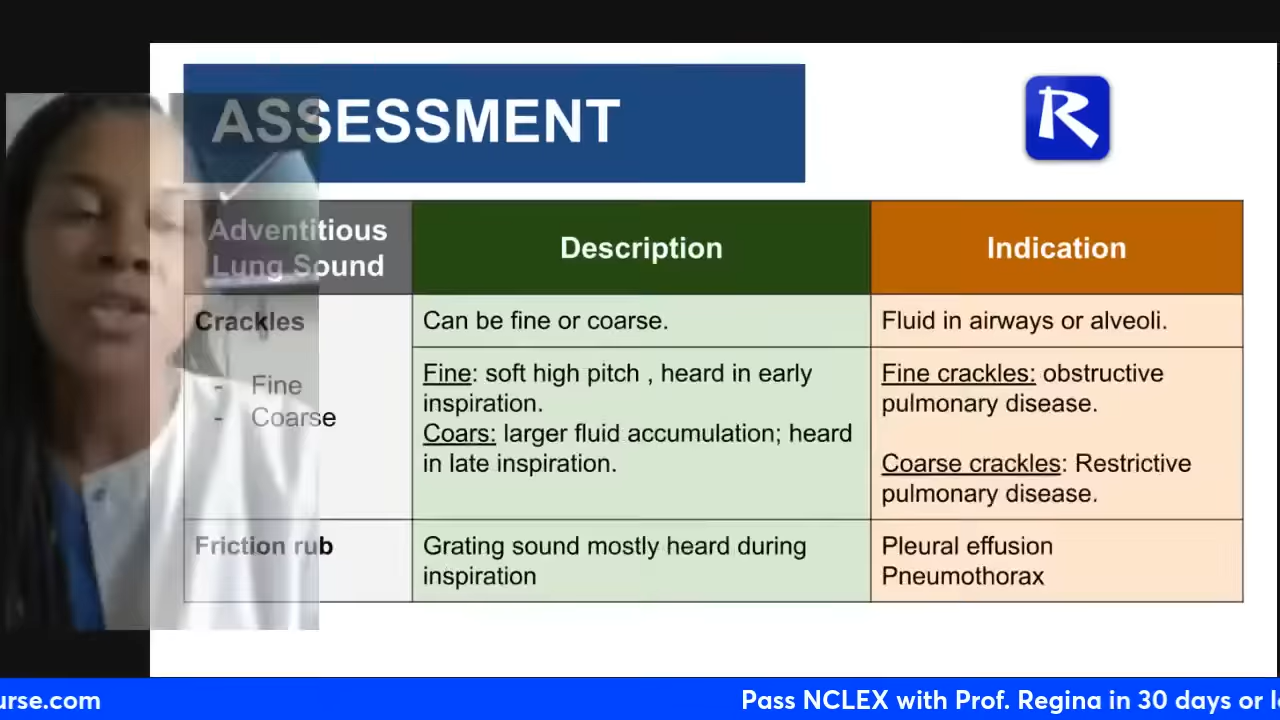 ASSESSMENT
R
Adventitious
Lung Sound
Description
Indication
Crackles
- Fine
- Coarse
Can be fine or coarse.
Fluid in airways or alveoli.
Fine: soft high pitch , heard in early
inspiration.
Coars: larger fluid accumulation; heard
in late inspiration.
Fine crackles: obstructive
pulmonary disease.
Coarse crackles: Restrictive
pulmonary disease.
Friction rub
Grating sound mostly heard during
inspiration
Pleural effusion
Pneumothorax
urse.com
Pass NCLEX with Prof. Regina in 30 days or l